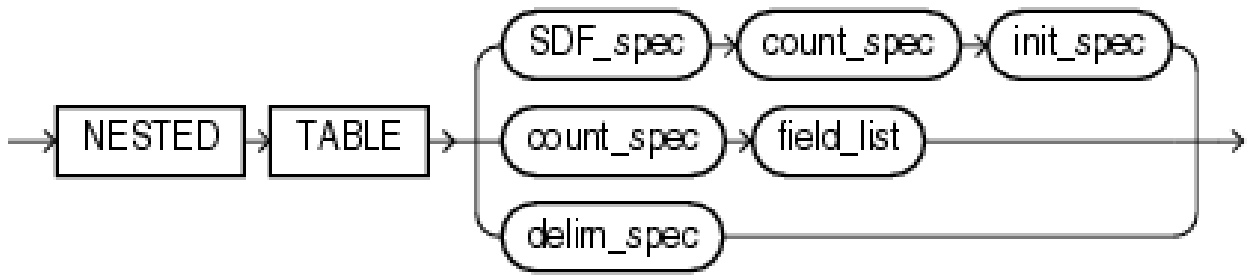 SDF_spec count_spec init_spec
NESTED TABLE count_spec field_list
delim_spec